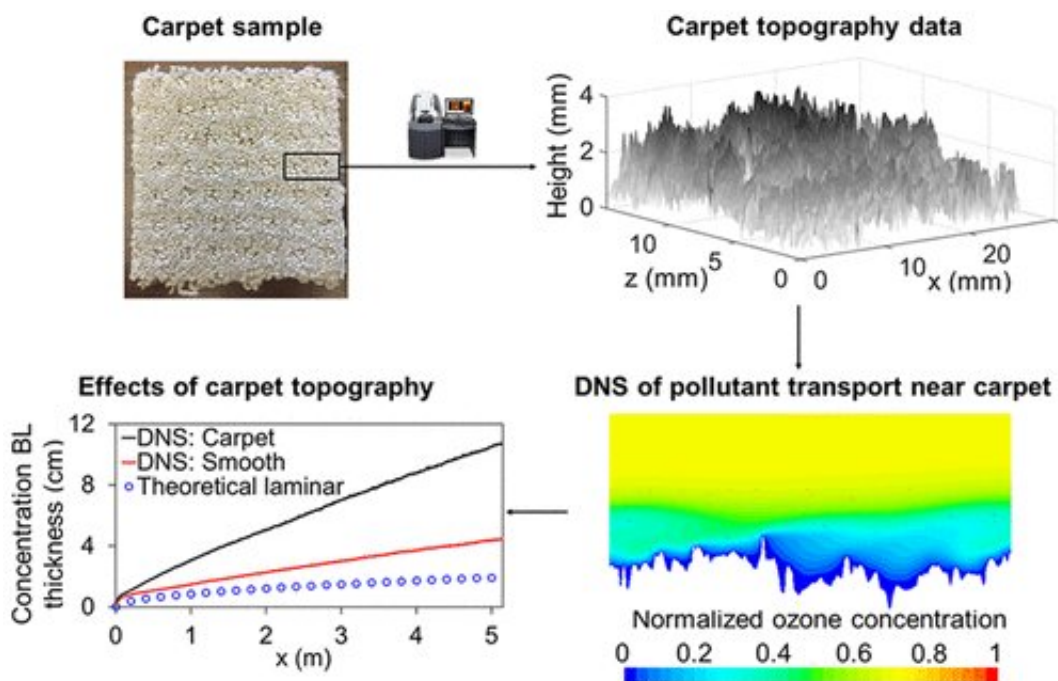 Carpet sample
Carpet topography data
Height (mm)
4
2
0
10
5
0
z (mm)
0
10
20
x (mm)
Effects of carpet topography
DNS of pollutant transport near carpet
Concentration BL
thickness (cm)
12
8
4
0
DNS: Carpet
DNS: Smooth
Theoretical laminar
0 1 2 3 4 5
x (m)
Normalized ozone concentration
0 0.2 0.4 0.6 0.8 1